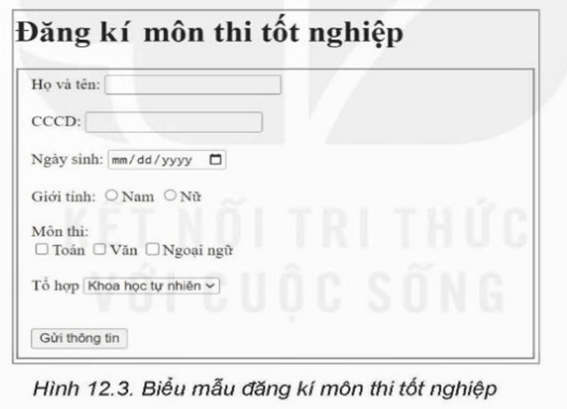 Đăng kí môn thi tốt nghiệp
Họ và tên:
CCCD:
Ngày sinh: mm/dd/yyyy
Giới tính: Nam Nữ
Môn thi:
Toán Văn Ngoại ngữ
Tổ hợp Khoa học tự nhiên
Gửi thông tin
KẾT NỐI TRI THỨC
VỚI CUỘC SỐNG
Hình 12.3. Biểu mẫu đăng kí môn thi tốt nghiệp